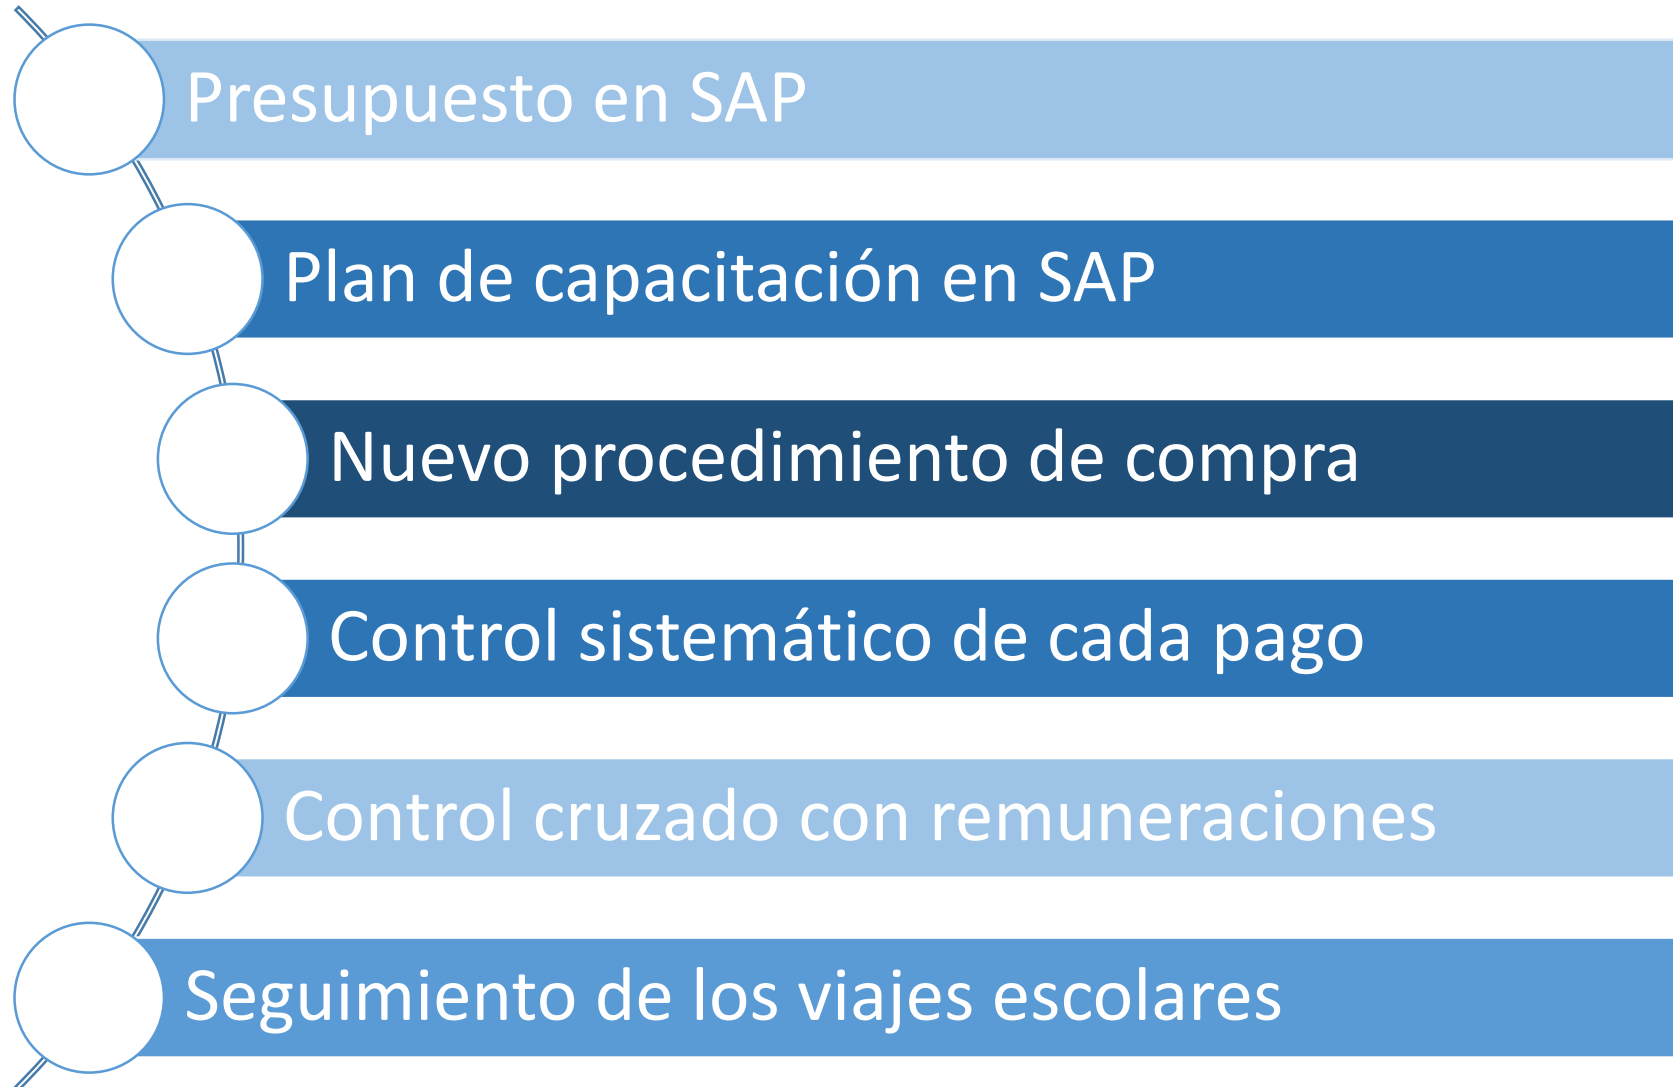 Presupuesto en SAP
Plan de capacitación en SAP
Nuevo procedimiento de compra
Control sistemático de cada pago
Control cruzado con remuneraciones
Seguimiento de los viajes escolares